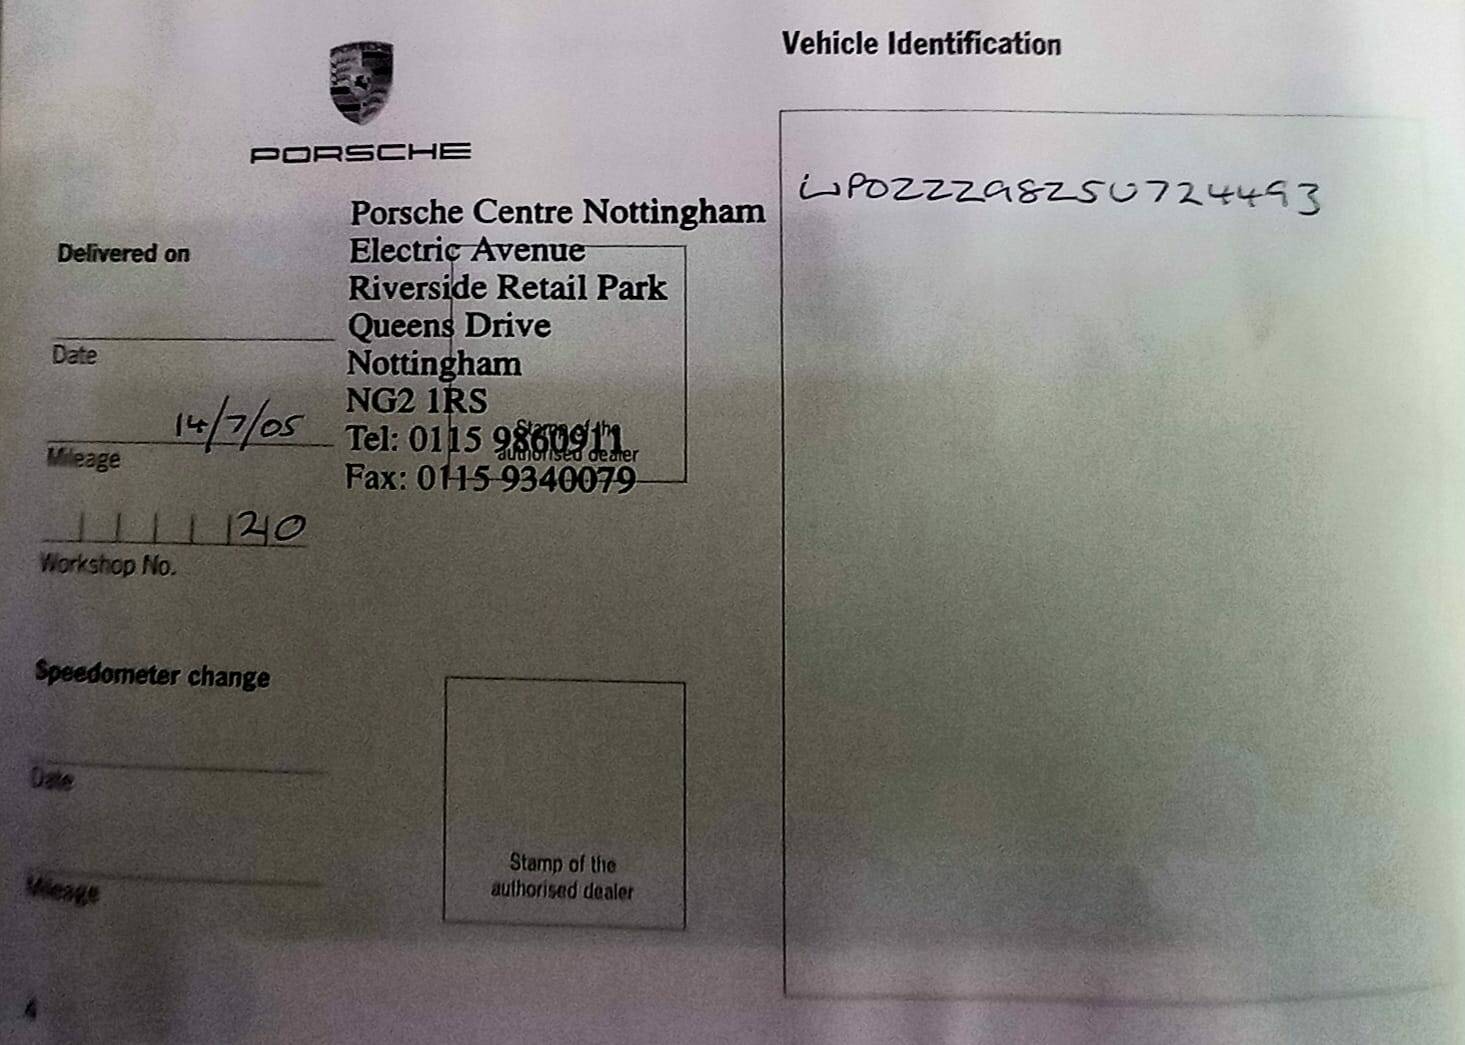 PORSCHE
Porsche Centre Nottingham
Electric Avenue
Riverside Retail Park
Queens Drive
Nottingham
NG2 1RS
Tel: 0115 9860911
Fax: 0115 9340079
Delivered on
Date
14/7/05
Mileage
20
Workshop No.
Stamp of the
authorised dealer
Speedometer change
Date
Mileage
Stamp of the
authorised dealer
4
Vehicle Identification
WP0ZZZ98Z5U724493